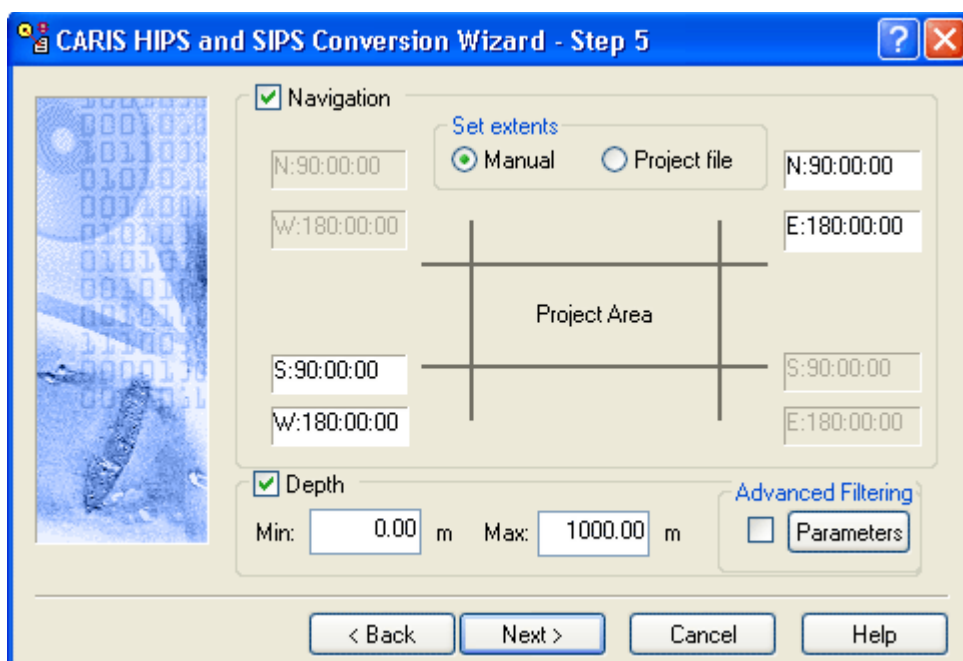 CARIS HIPS and SIPS Conversion Wizard - Step 5
Navigation
Set extents
Manual
Project file
N:90:00:00
W:180:00:00
N:90:00:00
E:180:00:00
Project Area
S:90:00:00
W:180:00:00
S:90:00:00
E:180:00:00
Depth
Min: 0.00 m Max: 1000.00 m
Advanced Filtering
Parameters
< Back
Next >
Cancel
Help